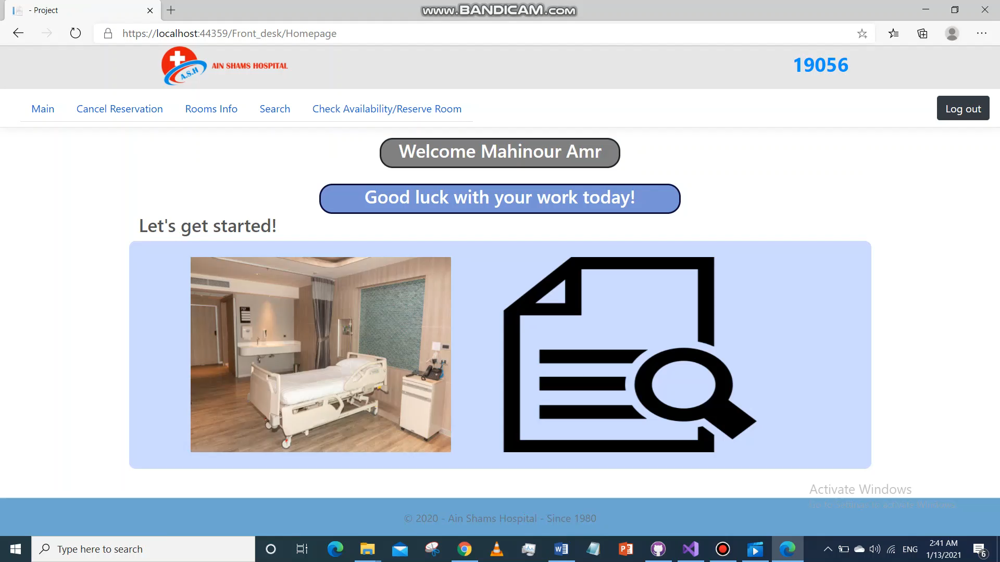 - Project
www.BANDICAM.com
https://localhost:44359/Front_desk/Homepage
A.S.H
AIN SHAMS HOSPITAL
19056
Main
Cancel Reservation
Rooms Info
Search
Check Availability/Reserve Room
Log out
Welcome Mahinour Amr
Good luck with your work today!
Let's get started!
737
Activate Windows
Go to Settings to activate Windows.
© 2020 - Ain Shams Hospital - Since 1980
Type here to search
ENG
2:41 AM
1/13/2021
6